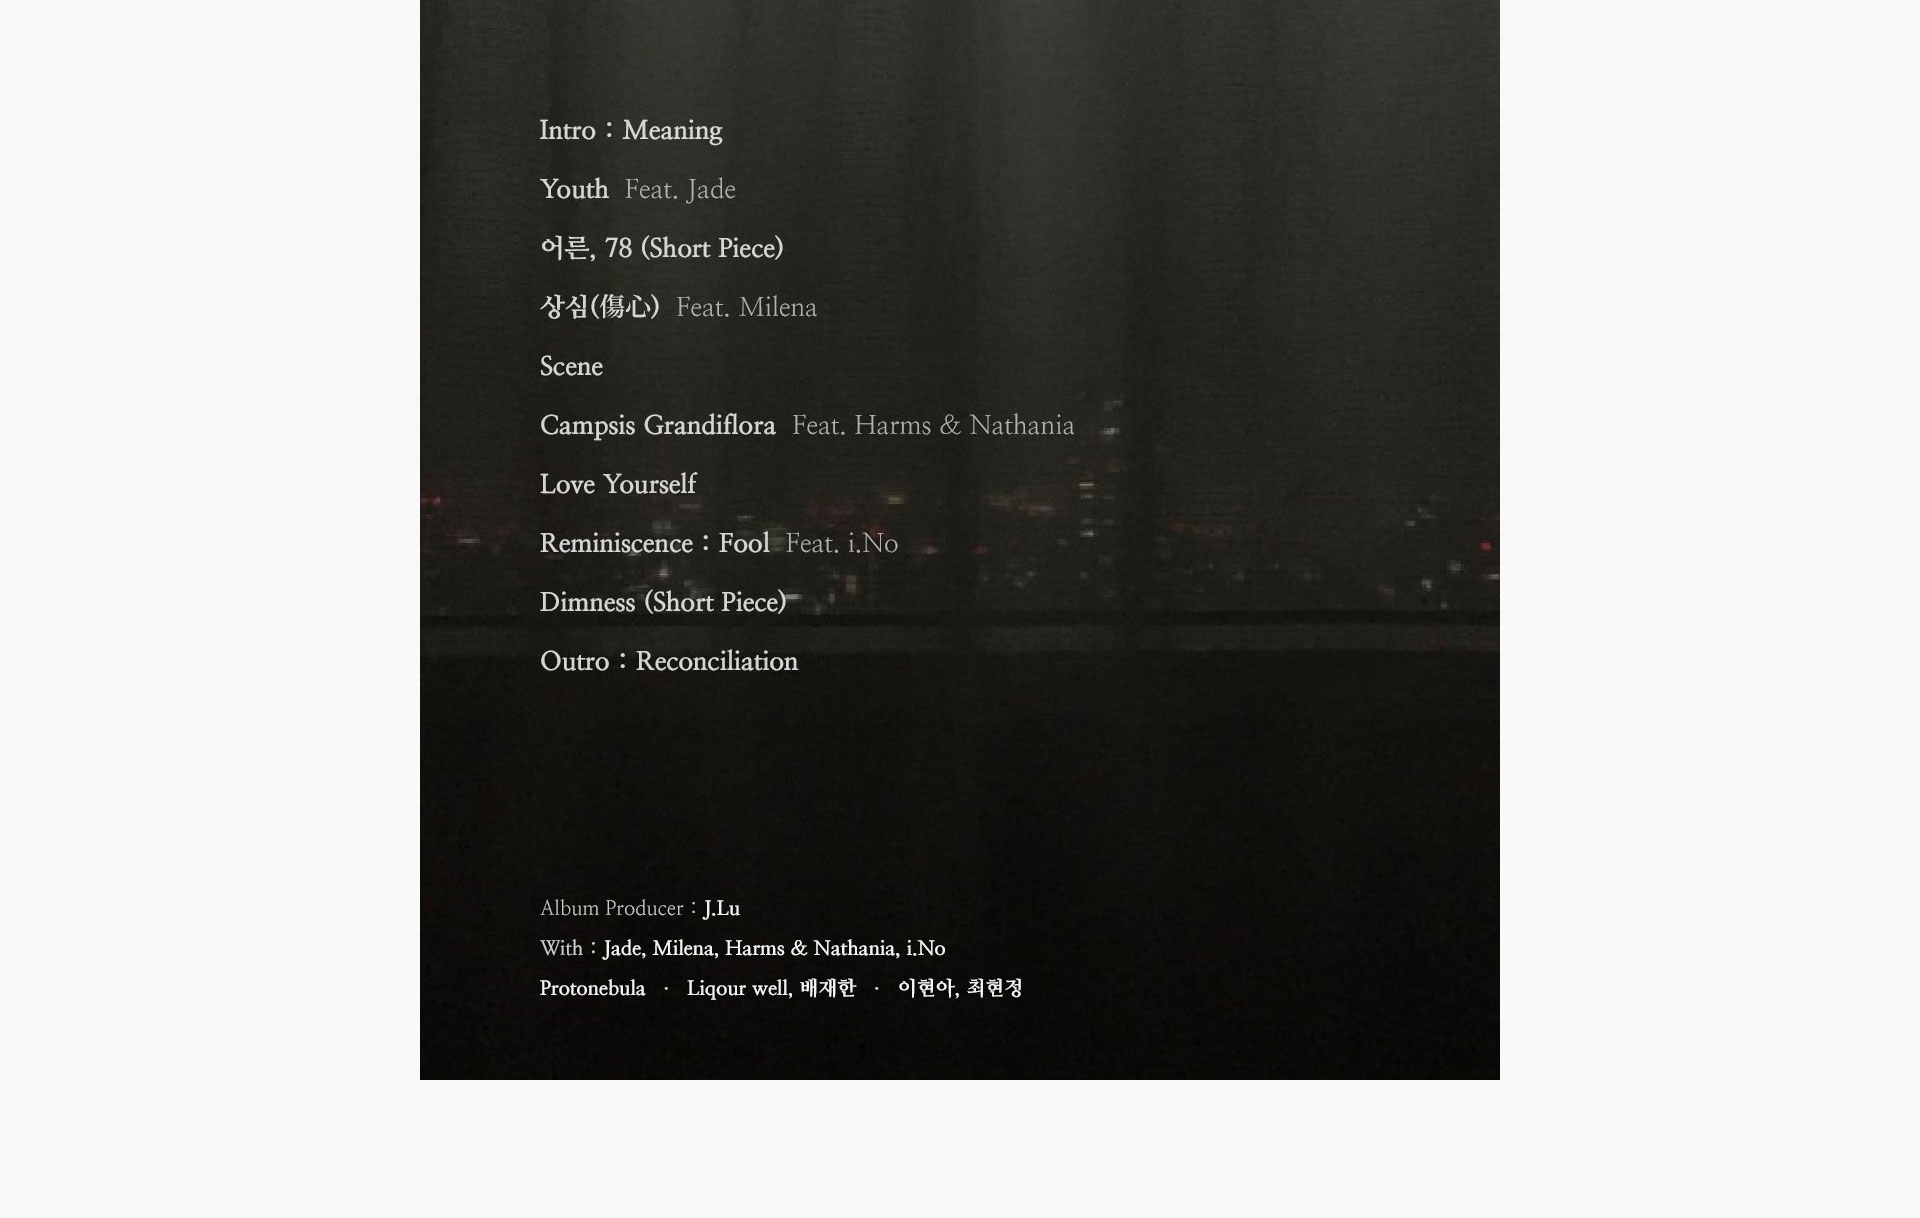 Intro : Meaning
Youth Feat. Jade
어른, 78 (Short Piece)
상심(傷心) Feat. Milena
Scene
Campsis Grandiflora Feat. Harms & Nathania
Love Yourself
Reminiscence : Fool Feat. i.No
Dimness (Short Piece)
Outro : Reconciliation
Album Producer : J.Lu
With : Jade, Milena, Harms & Nathania, i.No
Protonebula · Liqour well, 배재한 · 이현아, 최현정